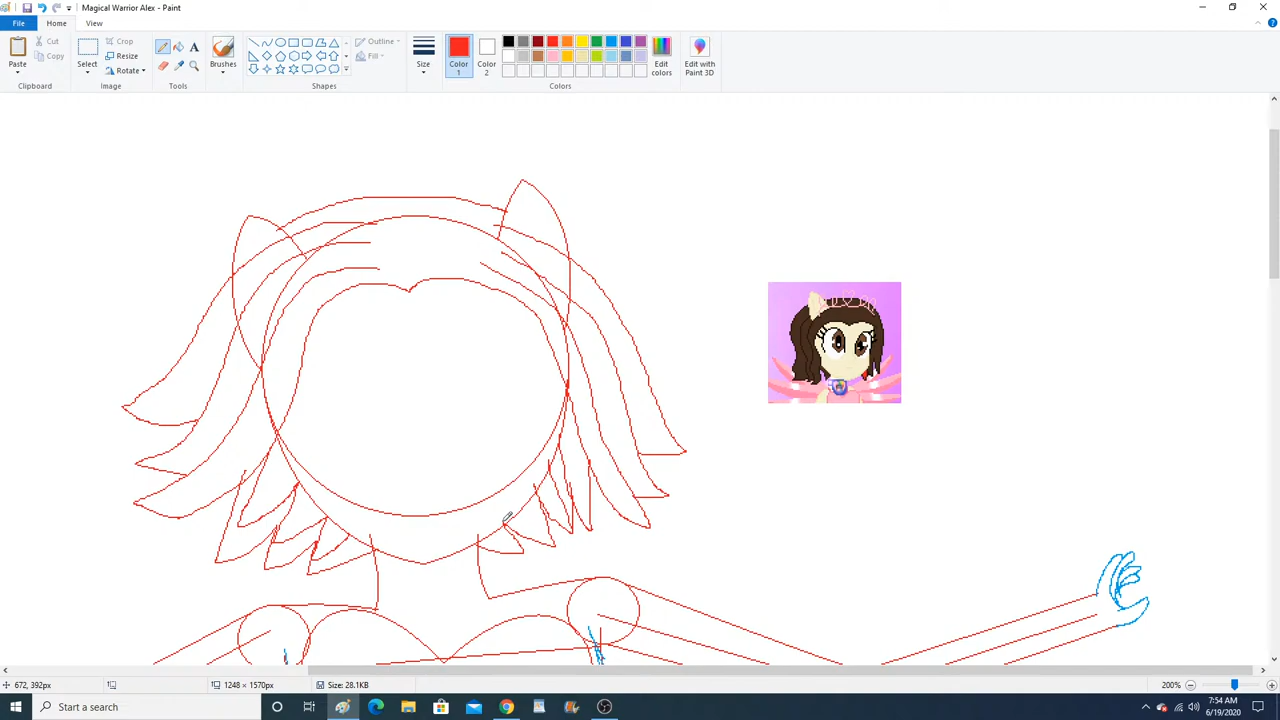 Magical Warrior Alex - Paint
File Home View
Paste Cut Copy Clipboard
Select Crop Resize Rotate Image
Tools
Brushes
Outline Fill Shapes
Size
Color 1 Color 2 Edit colors Colors
Edit with Paint 3D
672, 392px 1248 × 1570px Size: 28.1KB 200%
Search
7:54 AM
6/19/2020